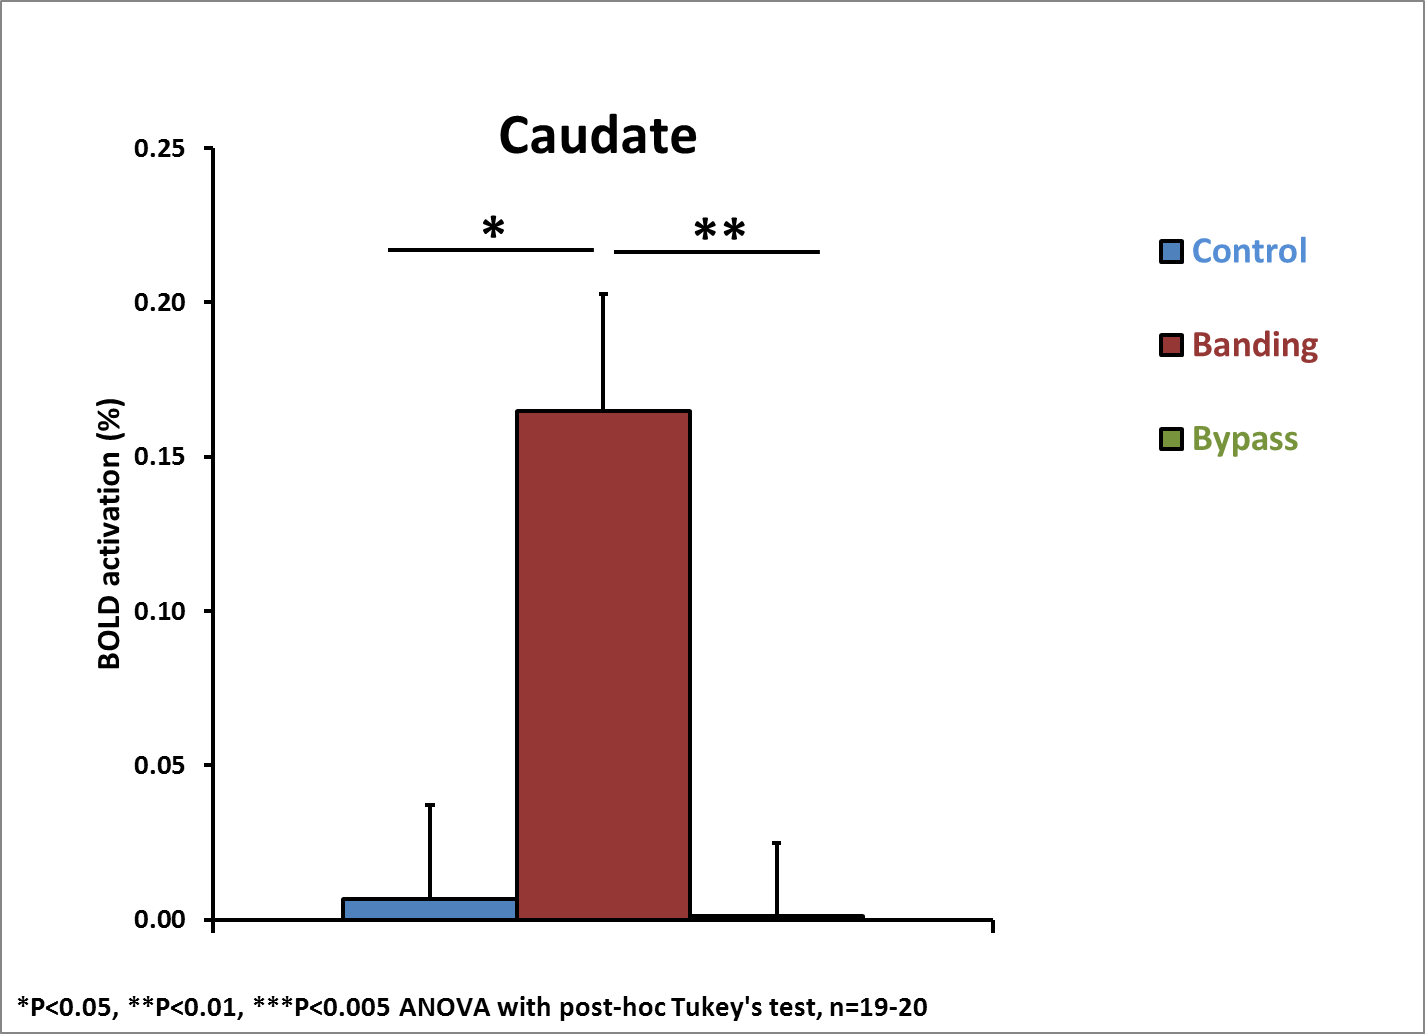 Caudate
0.25
0.20
0.15
0.10
0.05
0.00
BOLD activation (%)
*
**
Control
Banding
Bypass
*P<0.05, **P<0.01, ***P<0.005 ANOVA with post-hoc Tukey's test, n=19-20